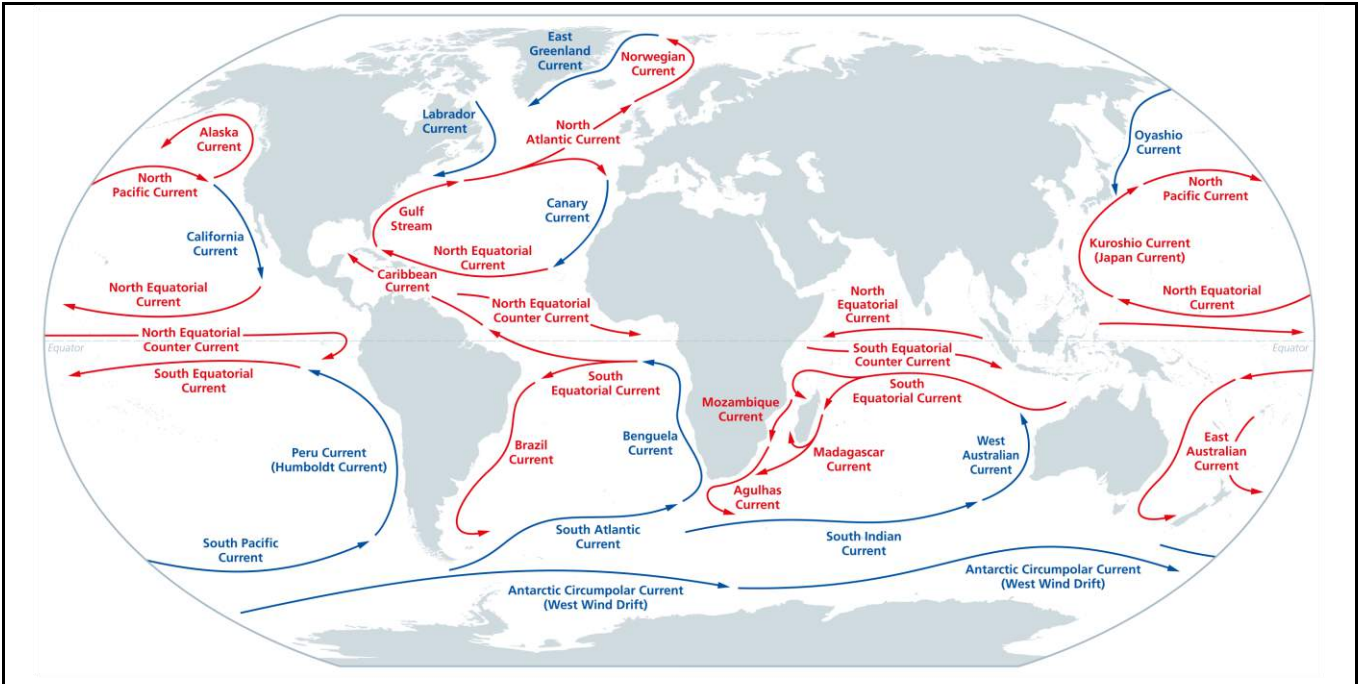 East
Greenland
Current
Norwegian
Current
Labrador
Current
North
Atlantic Current
Alaska
Current
Oyashio
Current
North
Pacific Current
North
Pacific Current
Gulf
Stream
Canary
Current
California
Current
Kuroshio Current
(Japan Current)
North Equatorial
Current
Caribbean
Current
North Equatorial
Current
North Equatorial
Counter Current
North
Equatorial
Current
North Equatorial
Current
North Equatorial
Counter Current
Equator
Equator
South Equatorial
Counter Current
South Equatorial
Current
South
Equatorial Current
South
Equatorial Current
Mozambique
Current
Brazil
Current
Benguela
Current
Madagascar
Current
West
Australian
Current
East
Australian
Current
Peru Current
(Humboldt Current)
Agulhas
Current
South Pacific
Current
South Atlantic
Current
South Indian
Current
Antarctic Circumpolar Current
(West Wind Drift)
Antarctic Circumpolar Current
(West Wind Drift)